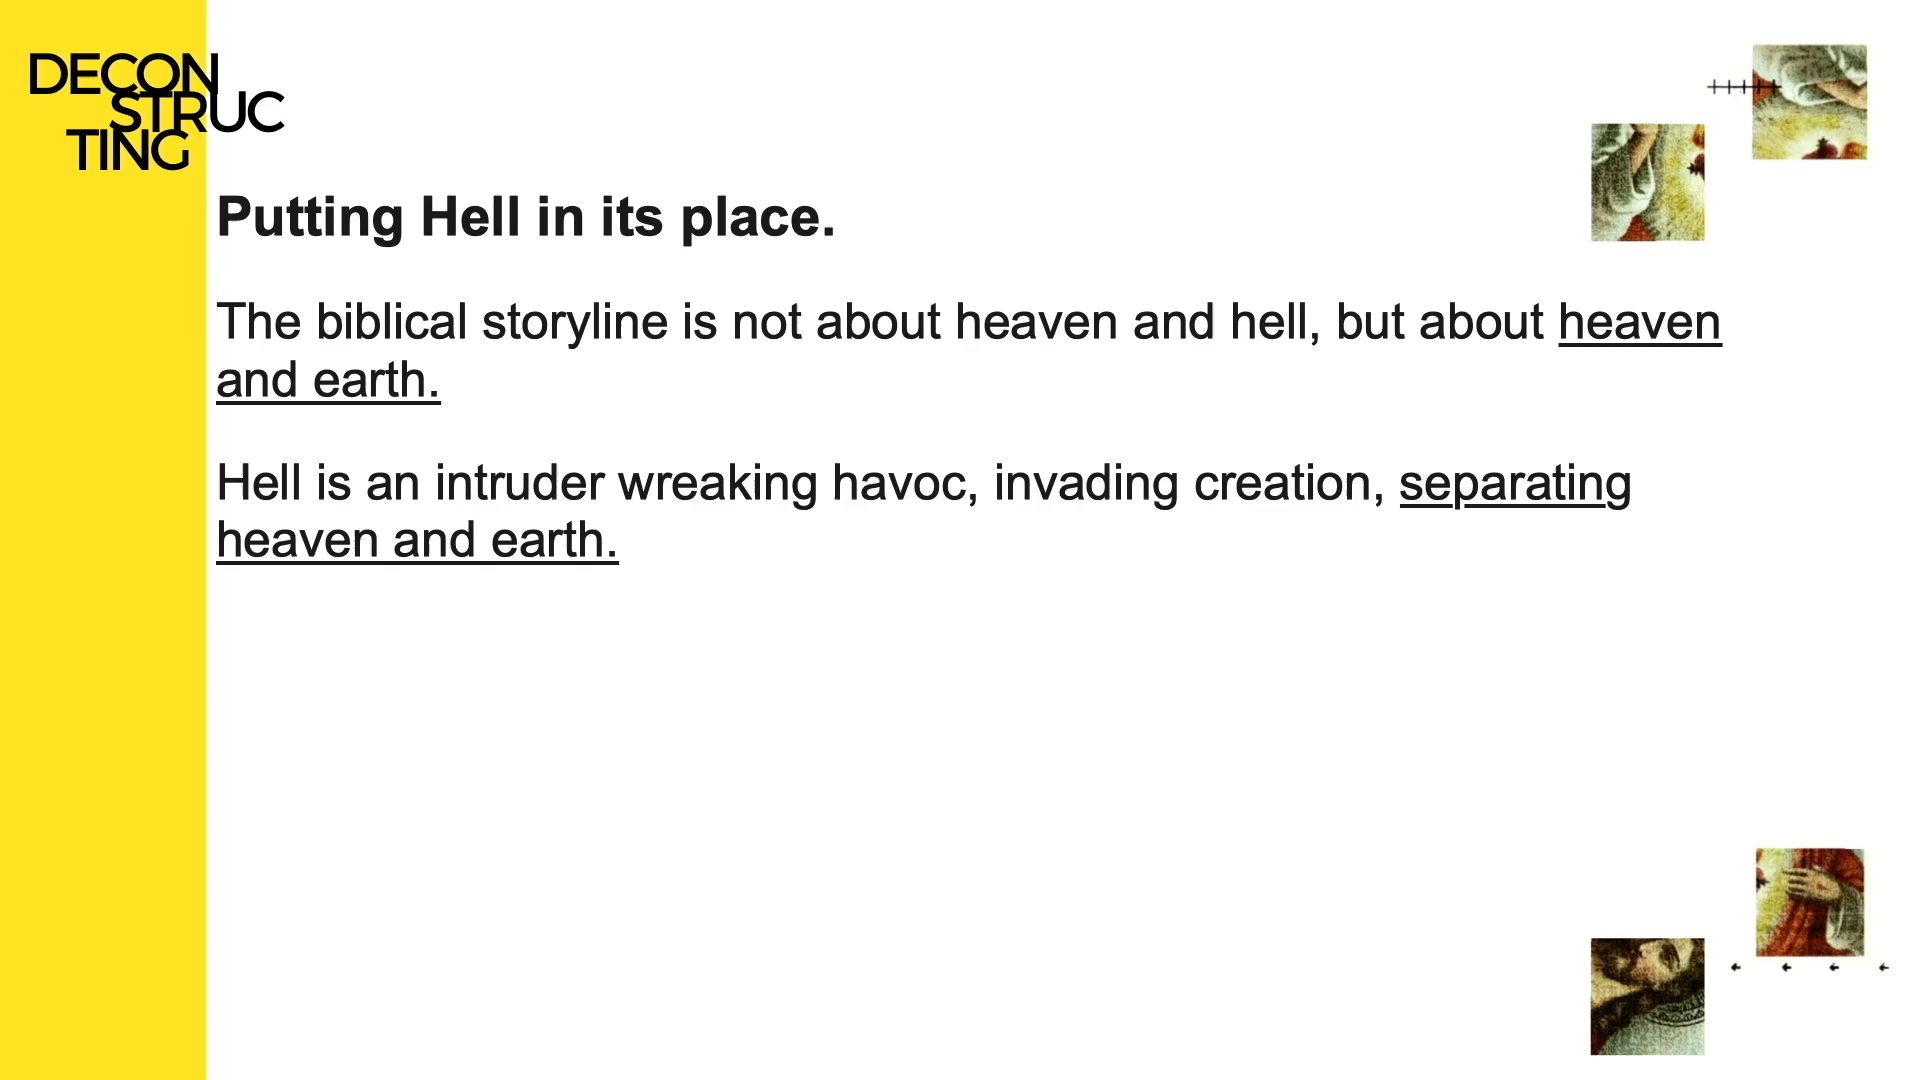 DECON
STRUC
TING
Putting Hell in its place.
The biblical storyline is not about heaven and hell, but about heaven
and earth.
Hell is an intruder wreaking havoc, invading creation, separating
heaven and earth.